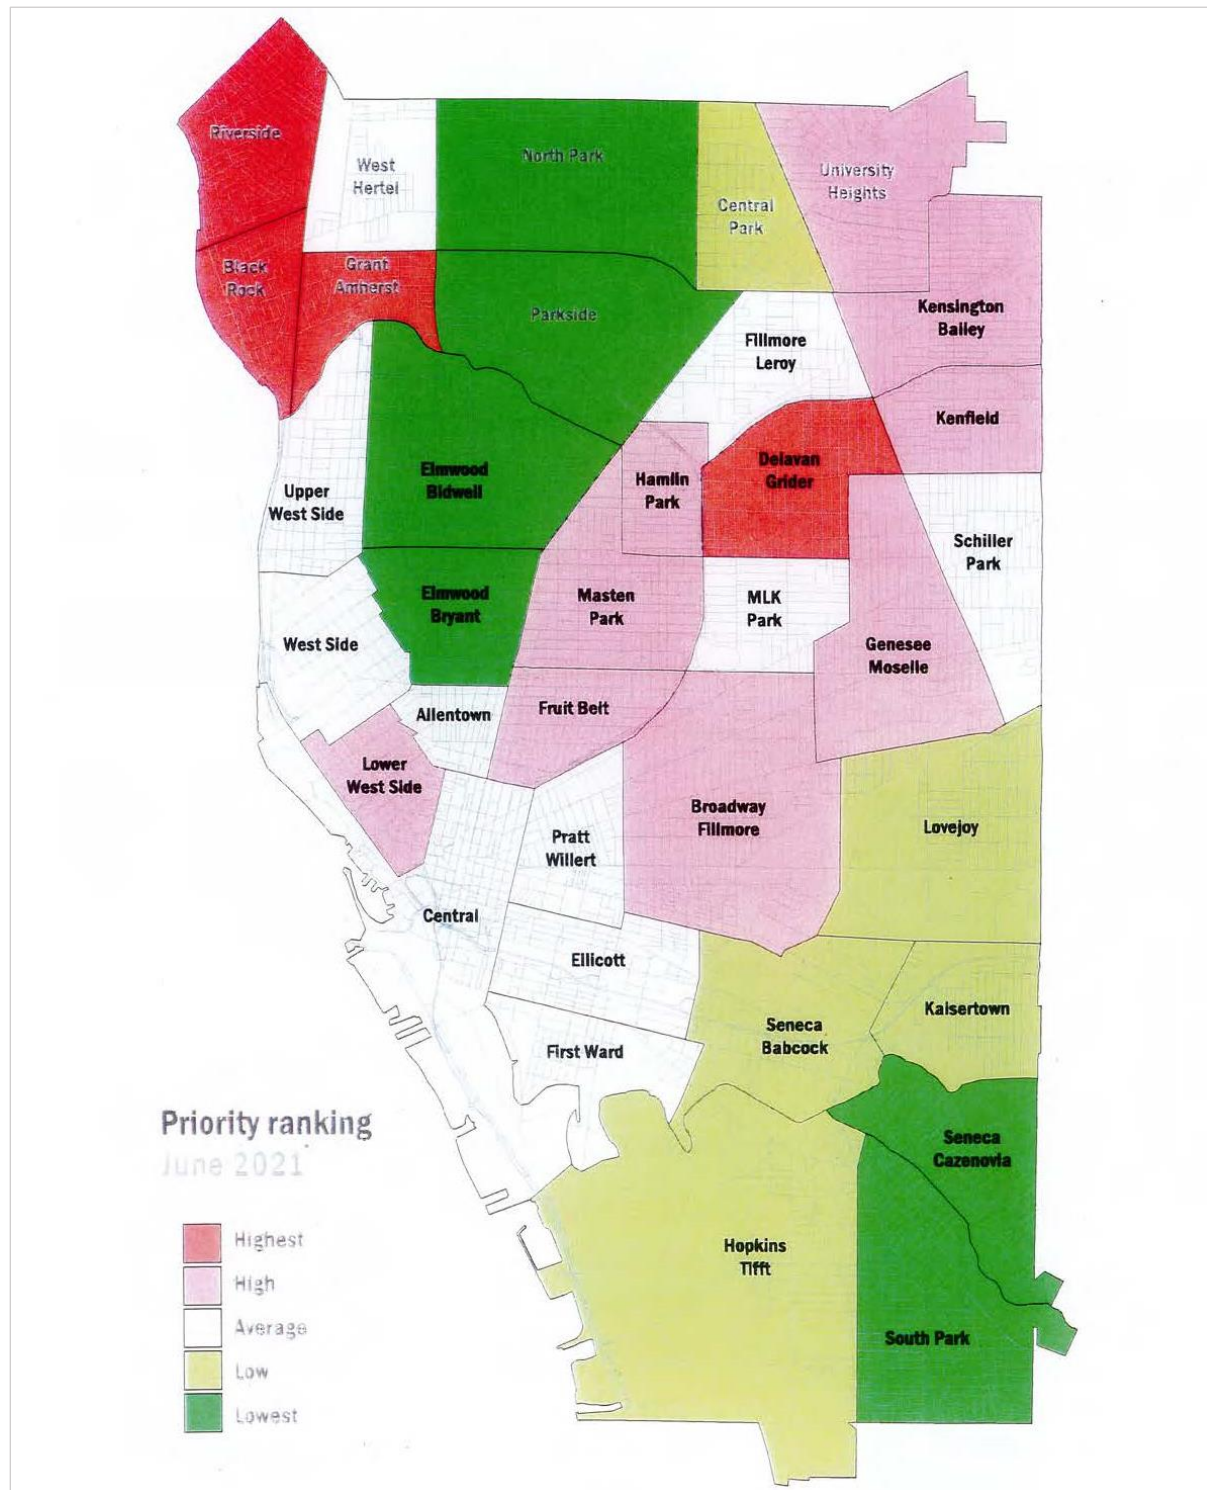 Riverside
West
Hertel
North Park
University
Heights
Central
Park
Black
Rock
Grant
Amherst
Parkside
Kensington
Bailey
Fillmore
Leroy
Kenfield
Elmwood
Bidwell
Delavan
Grider
Hamlin
Park
Upper
West Side
Schiller
Park
Elmwood
Bryant
Masten
Park
MLK
Park
West Side
Genesee
Moselle
Allentown
Fruit Belt
Lower
West Side
Broadway
Fillmore
Lovejoy
Pratt
Willert
Central
Ellicott
Kaisertown
Seneca
Babcock
First Ward
Priority ranking
June 2021
Seneca
Cazenovia
Highest
High
Average
Low
Lowest
Hopkins
Tifft
South Park